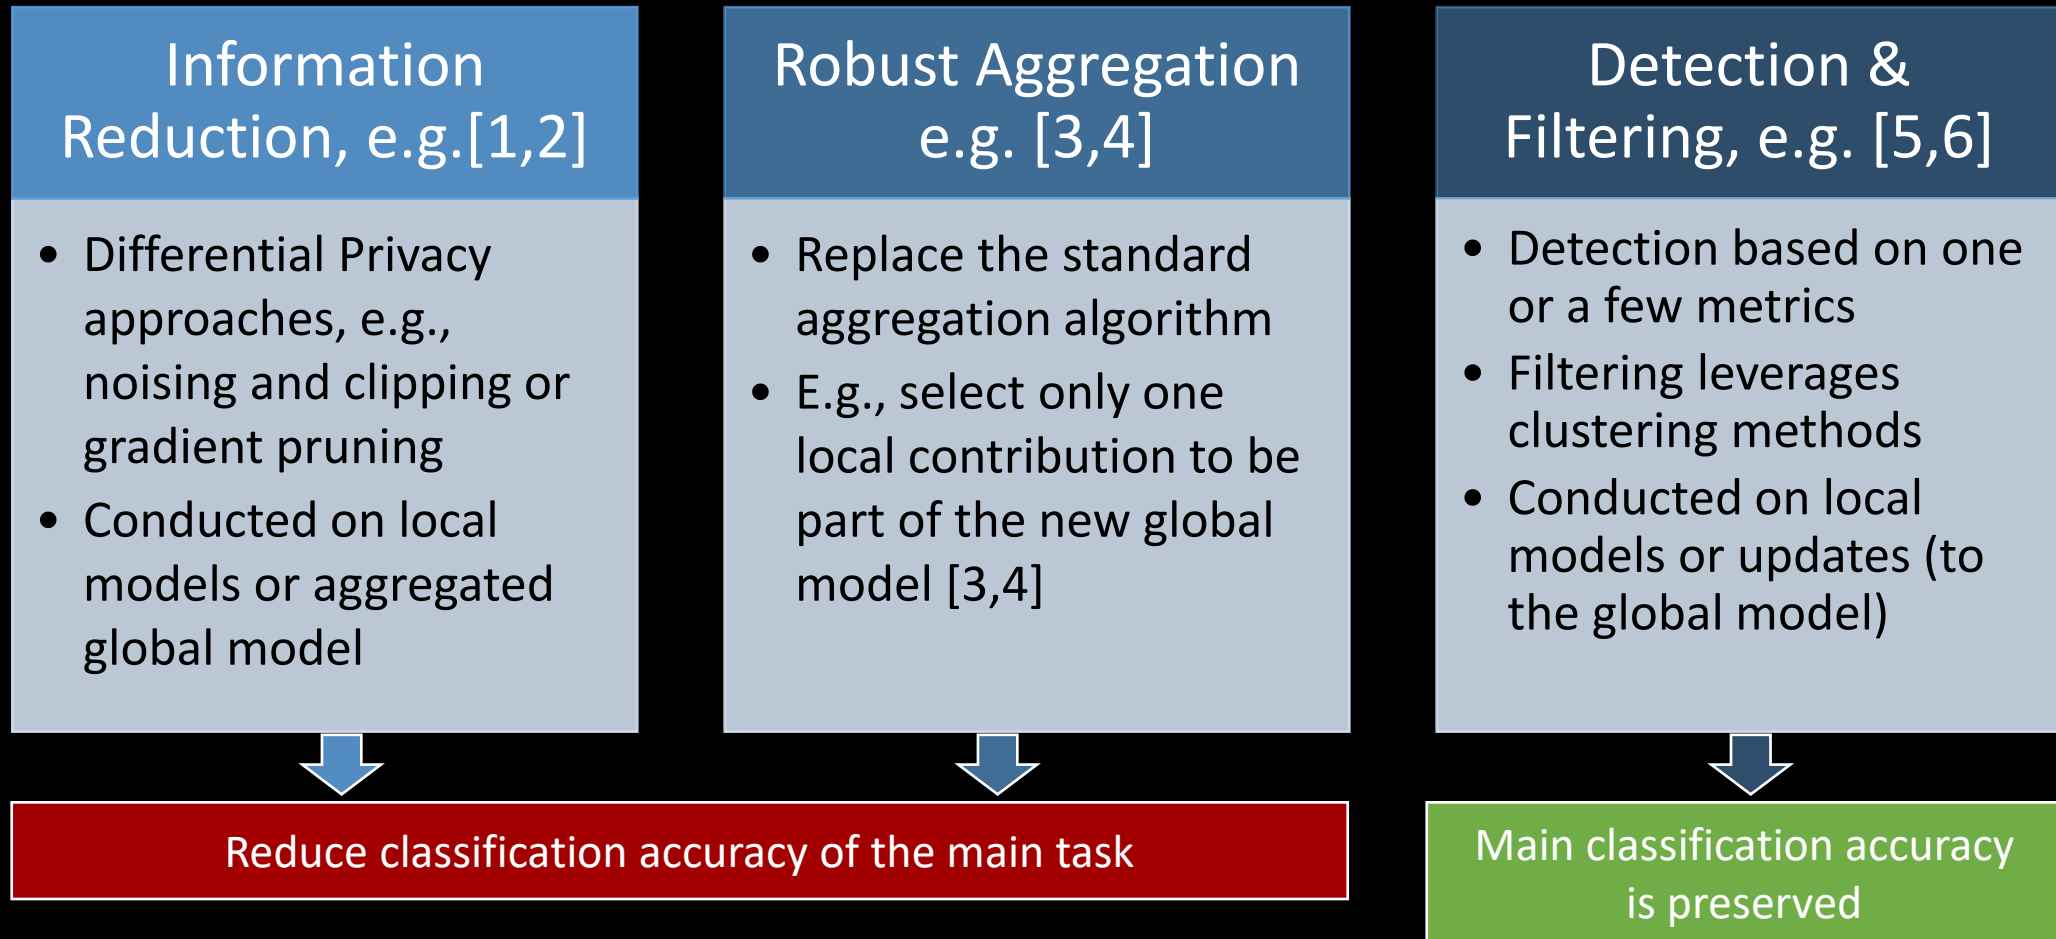 Information
Reduction, e.g.[1,2]
• Differential Privacy
approaches, e.g.,
noising and clipping or
gradient pruning
• Conducted on local
models or aggregated
global model
Robust Aggregation
e.g. [3,4]
• Replace the standard
aggregation algorithm
• E.g., select only one
local contribution to be
part of the new global
model [3,4]
Detection &
Filtering, e.g. [5,6]
• Detection based on one
or a few metrics
• Filtering leverages
clustering methods
• Conducted on local
models or updates (to
the global model)
Reduce classification accuracy of the main task
Main classification accuracy
is preserved